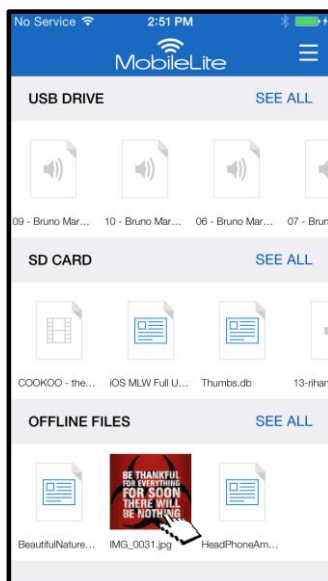 No Service 2:51 PM
MobileLite
USB DRIVE SEE ALL
09 - Bruno Mar... 10 - Bruno Mar... 06 - Bruno Mar... 07 - Brun
SD CARD SEE ALL
COOKOO - the... iOS MLW Full U... Thumbs.db 13-rihan
OFFLINE FILES SEE ALL
BE THANKFUL
FOR EVERYTHING
FOR SOON
THERE WILL
BE NOTHING
BeautifulNature... IMG_0031.jpg HeadPhoneAm...